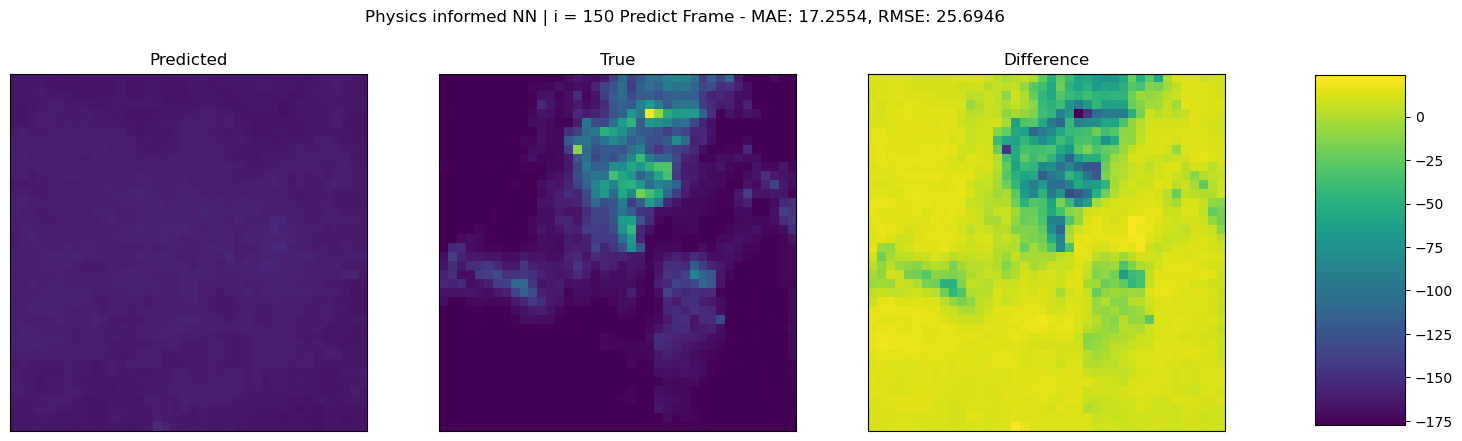 Physics informed NN | i = 150 Predict Frame - MAE: 17.2554, RMSE: 25.6946
Predicted
True
Difference
0
−25
−50
−75
−100
−125
−150
−175